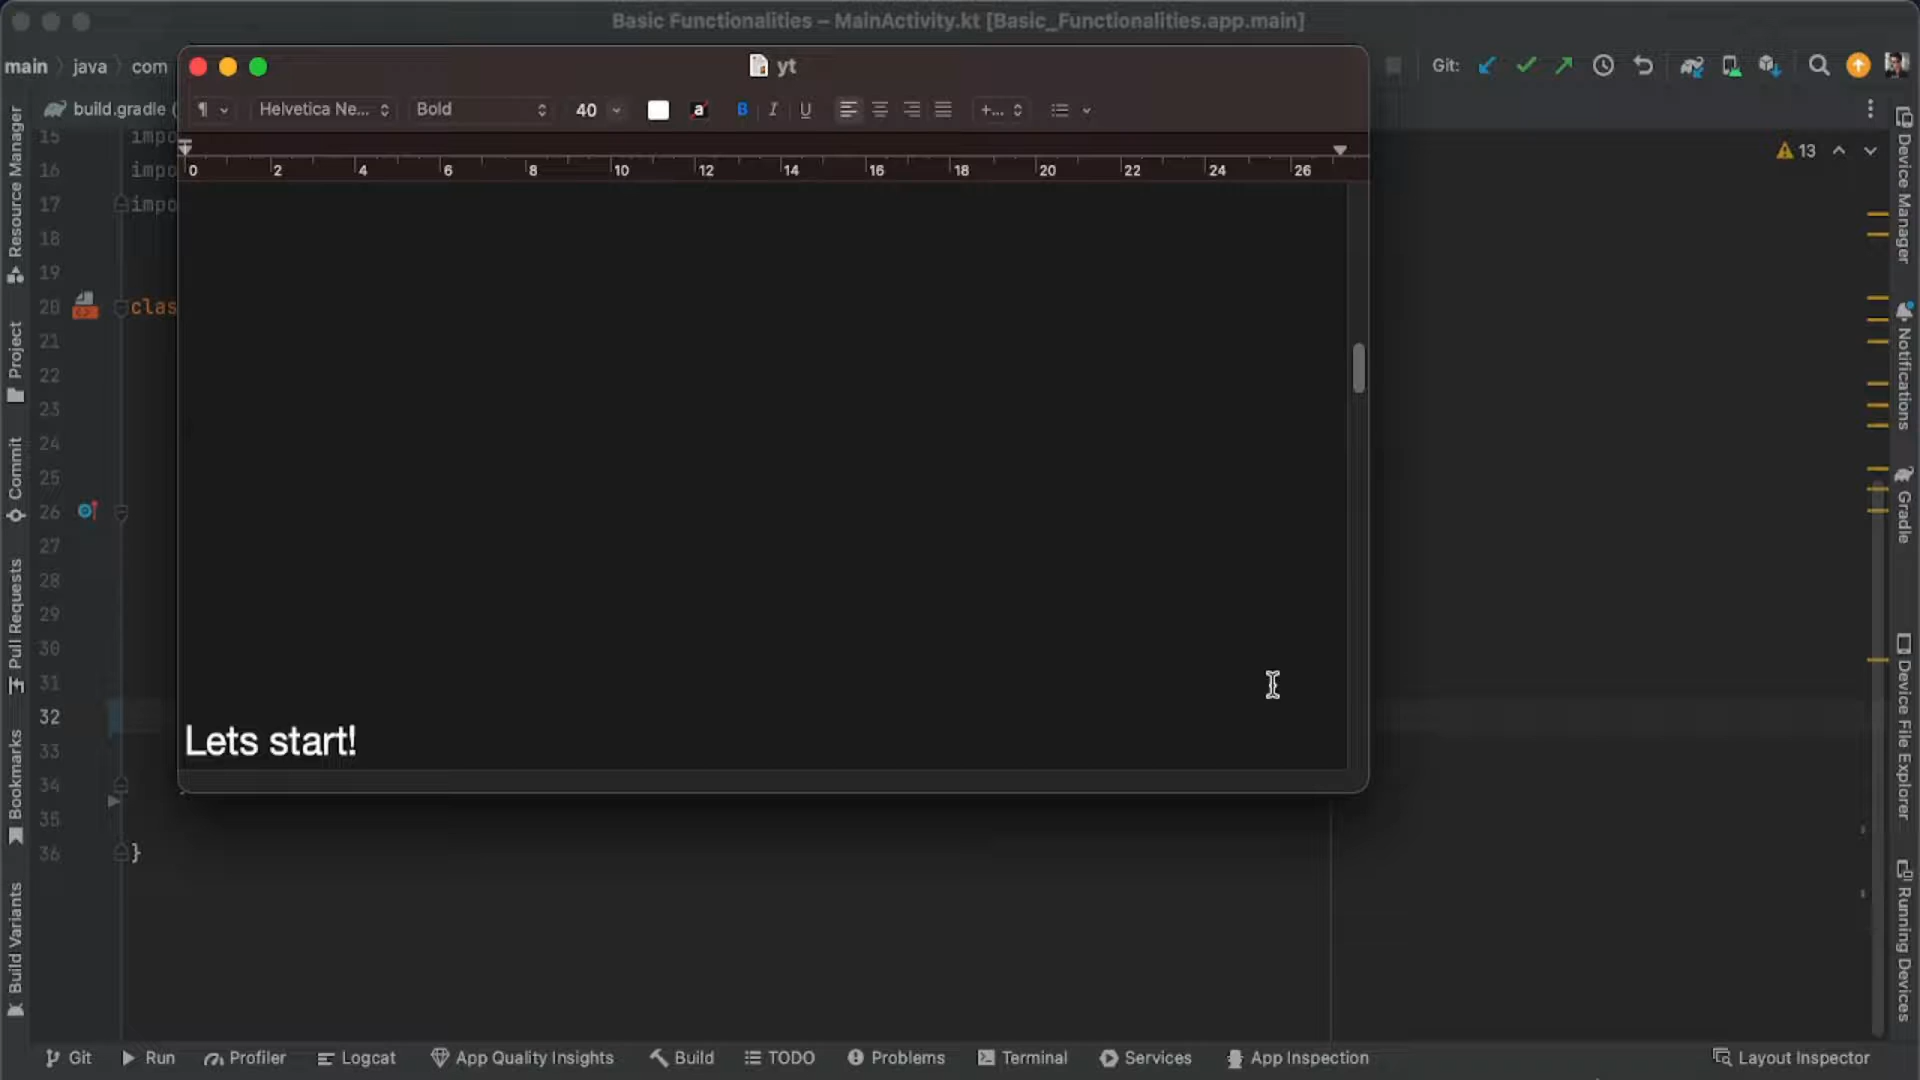 Basic Functionalities – MainActivity.kt [Basic_Functionalities.app.main]
main
java
com
Git:
yt
build.gradle (
Helvetica Ne...
Bold
40
a
B
I
U
+...
0 2 4 6 8 10 12 14 16 18 20 22 24 26
13
15 impo
16 impo
17 impo
18
19
20 clas
21
22
23
24
25
26
27
28
29
30
31
32
33
34
35
36 }
Lets start!
Resource Manager
Project
Commit
Pull Requests
Bookmarks
Build Variants
Device Manager
Notifications
Gradle
Device File Explorer
Running Devices
Git
Run
Profiler
Logcat
App Quality Insights
Build
TODO
Problems
Terminal
Services
App Inspection
Layout Inspector